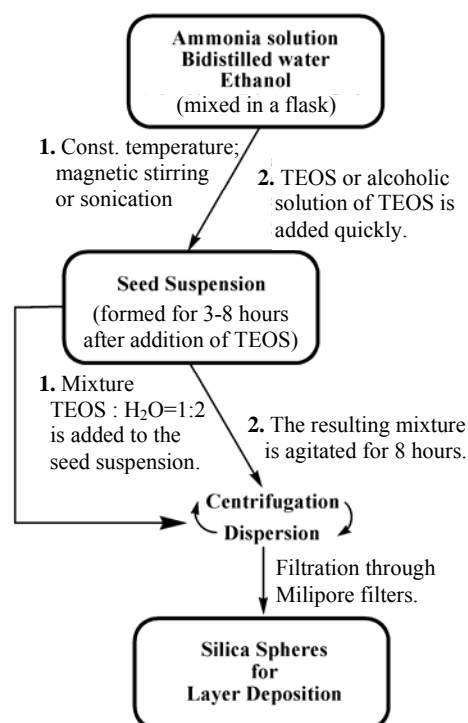 Ammonia solution
Bidistilled water
Ethanol
(mixed in a flask)
1. Const. temperature;
magnetic stirring
or sonication
2. TEOS or alcoholic
solution of TEOS is
added quickly.
Seed Suspension
(formed for 3-8 hours
after addition of TEOS)
1. Mixture
TEOS : H₂O=1:2
is added to the
seed suspension.
2. The resulting mixture
is agitated for 8 hours.
Centrifugation
Dispersion
Filtration through
Milipore filters.
Silica Spheres
for
Layer Deposition